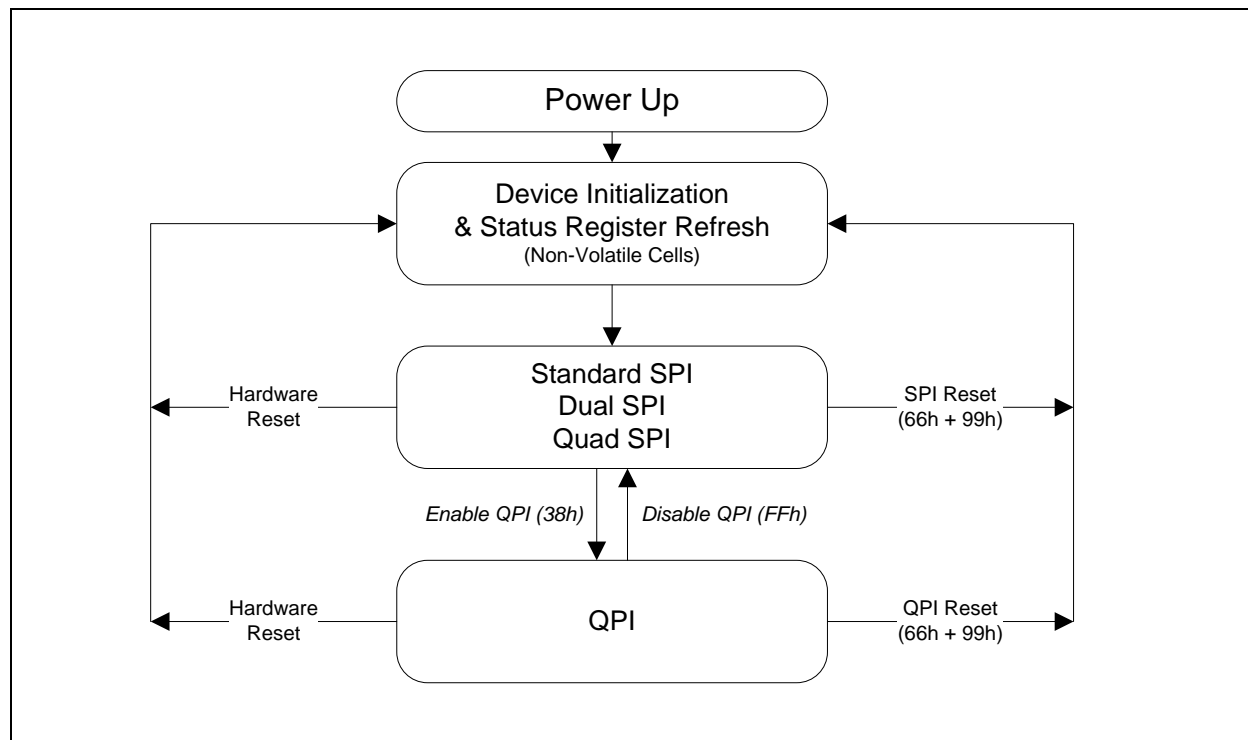 Power Up
Device Initialization
& Status Register Refresh
(Non-Volatile Cells)
Standard SPI
Dual SPI
Quad SPI
Hardware
Reset
SPI Reset
(66h + 99h)
Enable QPI (38h)
Disable QPI (FFh)
QPI
Hardware
Reset
QPI Reset
(66h + 99h)